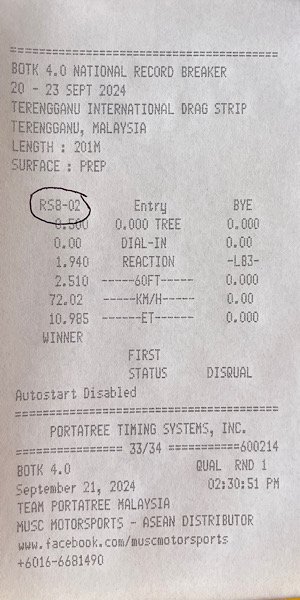 ==================================
BOTK 4.0 NATIONAL RECORD BREAKER
20 - 23 SEPT 2024
TERENGGANU INTERNATIONAL DRAG STRIP
TERENGGANU, MALAYSIA
LENGTH : 201M
SURFACE : PREP
RSB-02 Entry BYE
0.500 0.000 TREE 0.000
0.00 DIAL-IN 0.00
1.940 REACTION -L83-
2.510 -----60FT----- 0.000
72.02 -----KM/H----- 0.00
10.985 ------ET------ 0.000
WINNER
FIRST
STATUS DISQUAL
Autostart Disabled
==================================
PORTATREE TIMING SYSTEMS, INC.
=============== 33/34 ===========600214
BOTK 4.0 QUAL RND 1
September 21, 2024 02:30:51 PM
TEAM PORTATREE MALAYSIA
MUSC MOTORSPORTS - ASEAN DISTRIBUTOR
www.facebook.com/muscmotorsports
+6016-6681490